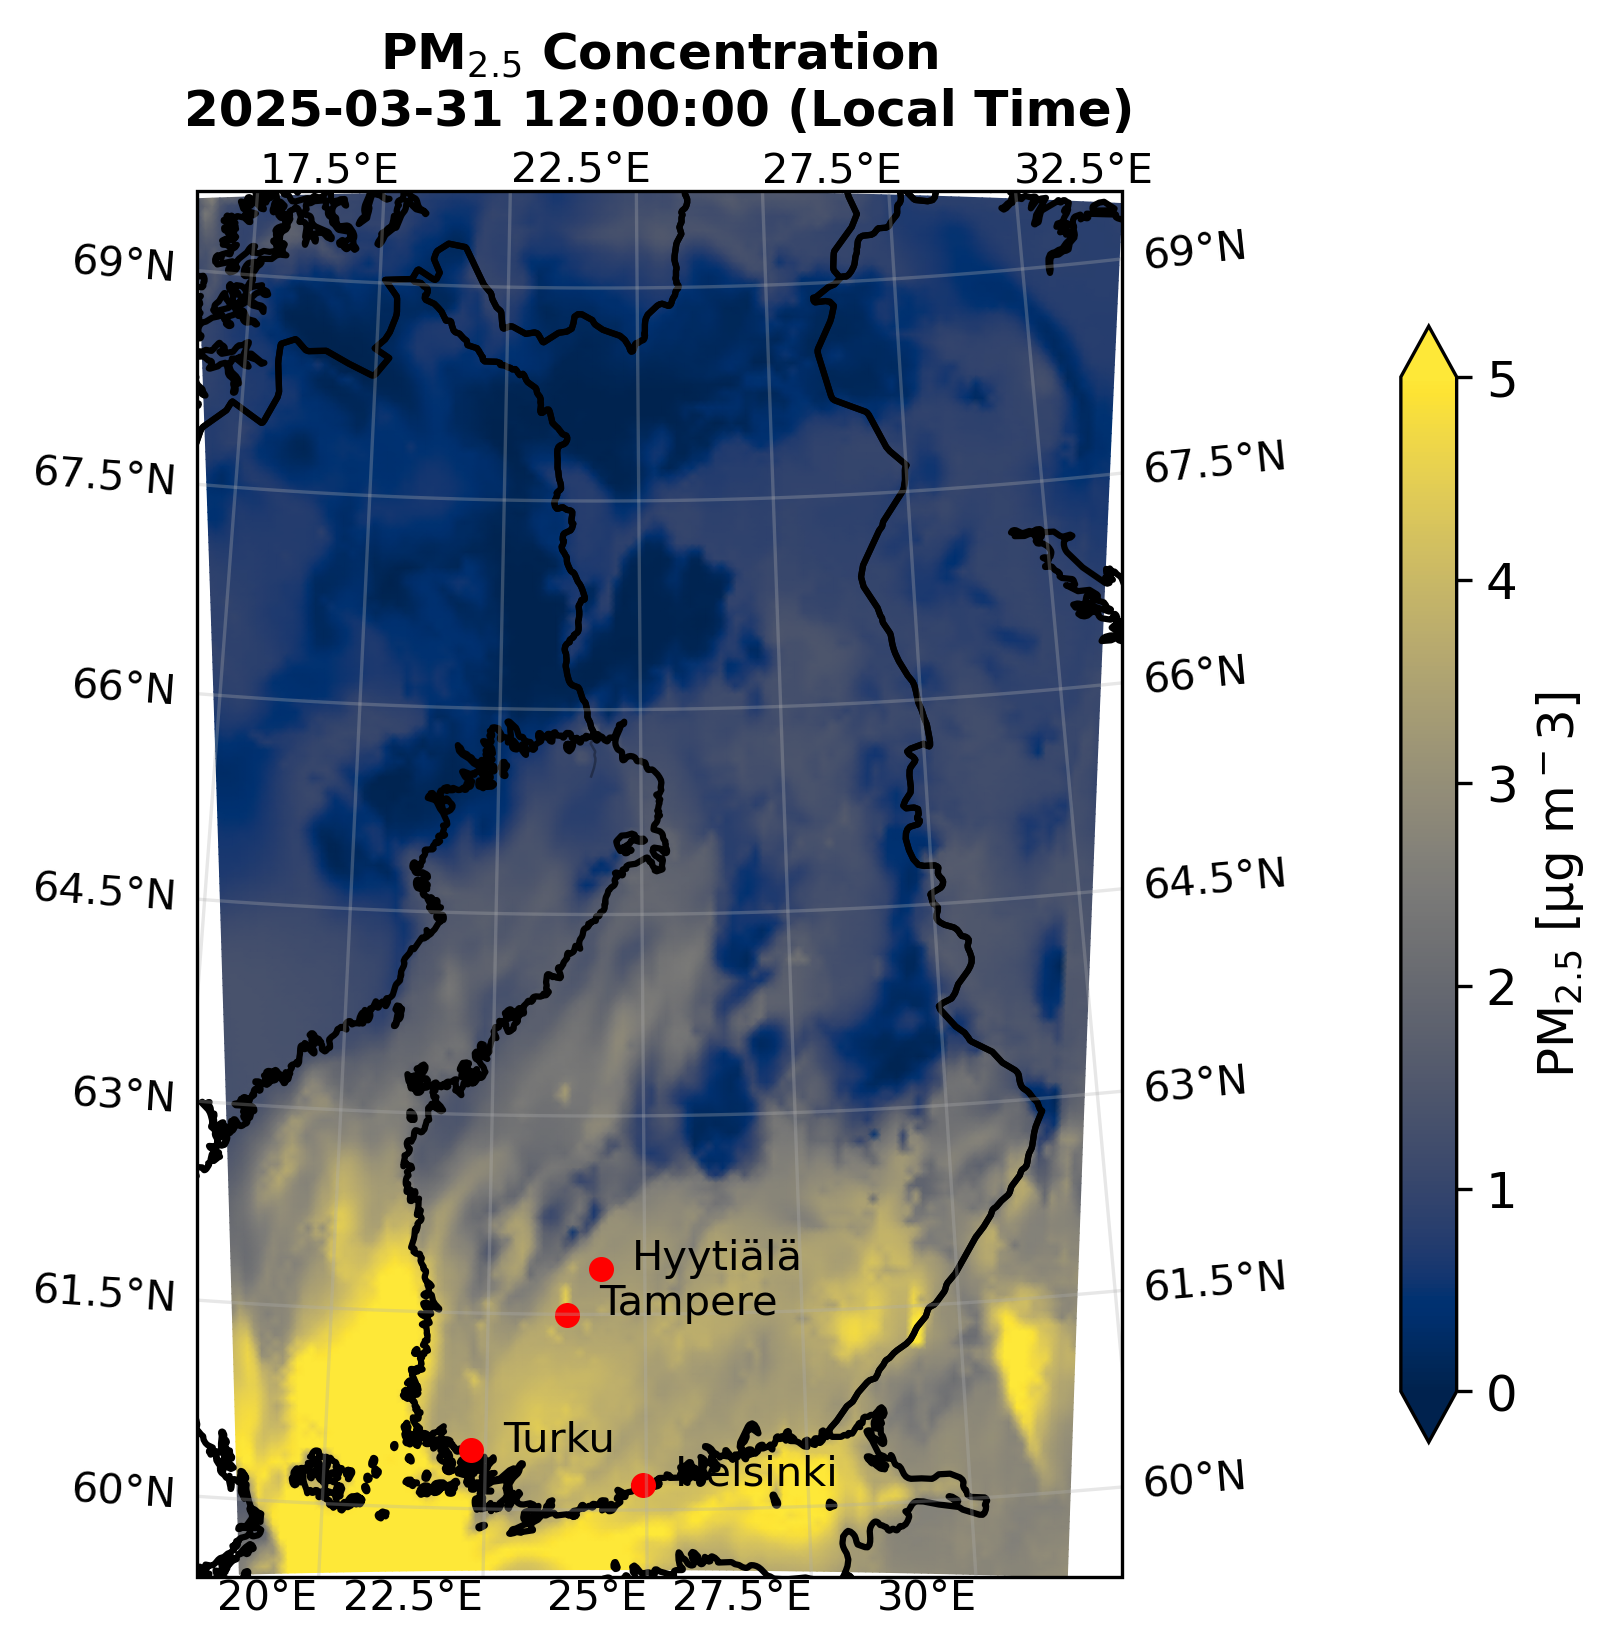 PM₂.₅ Concentration
2025-03-31 12:00:00 (Local Time)
17.5°E 22.5°E 27.5°E 32.5°E
69°N 69°N
67.5°N 67.5°N
66°N 66°N
64.5°N 64.5°N
63°N 63°N
61.5°N 61.5°N
60°N 60°N
Hyytiälä
Tampere
Turku
Helsinki
20°E 22.5°E 25°E 27.5°E 30°E
5
4
3
2
1
0
PM₂.₅ [µg m⁻ 3]